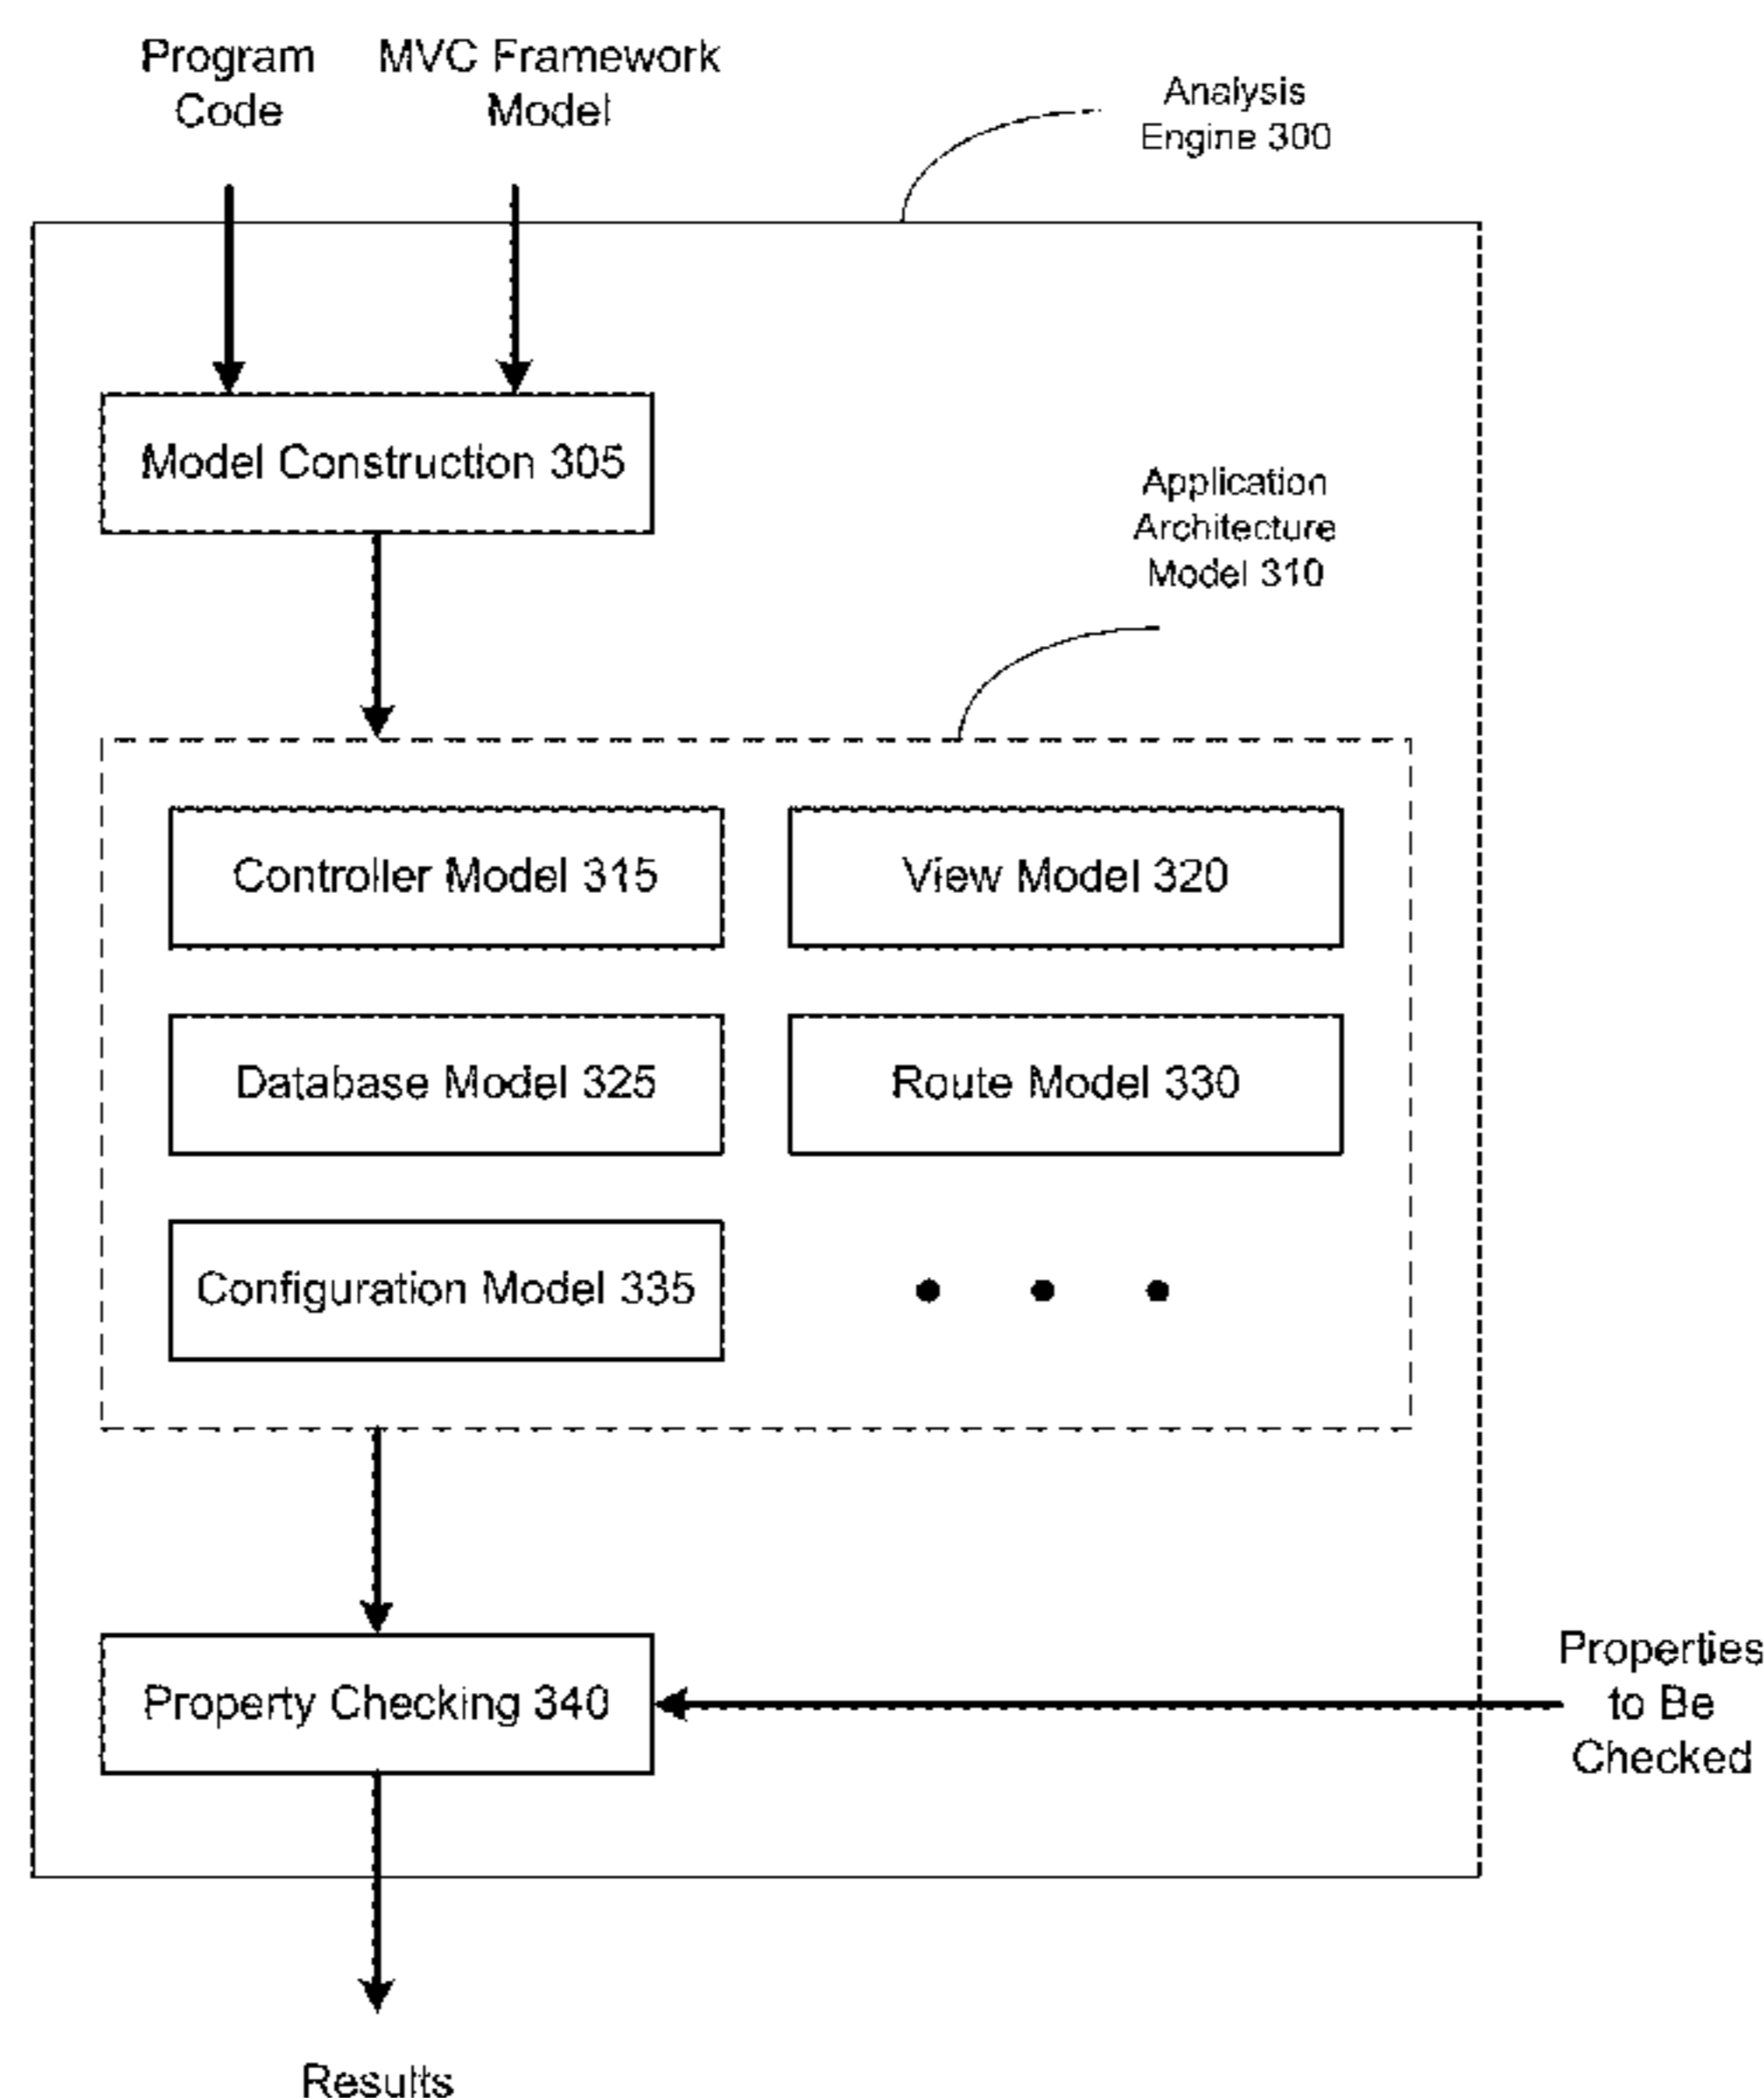 Program
Code
MVC Framework
Model
Analysis
Engine 300
Model Construction 305
Application
Architecture
Model 310
Controller Model 315
View Model 320
Database Model 325
Route Model 330
Configuration Model 335
Property Checking 340
Properties
to Be
Checked
Results